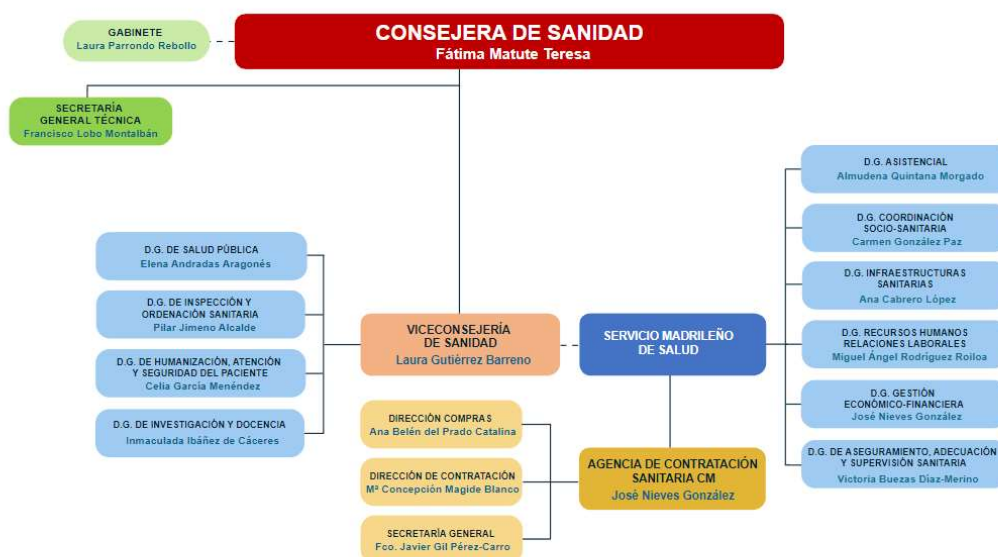 CONSEJERA DE SANIDAD
Fátima Matute Teresa
GABINETE
Laura Parrondo Rebollo
SECRETARÍA
GENERAL TÉCNICA
Francisco Lobo Montalbán
D.G. DE SALUD PÚBLICA
Elena Andradas Aragonés
D.G. DE INSPECCIÓN Y
ORDENACIÓN SANITARIA
Pilar Jimeno Alcalde
D.G. DE HUMANIZACIÓN, ATENCIÓN
Y SEGURIDAD DEL PACIENTE
Celia García Menéndez
D.G. DE INVESTIGACIÓN Y DOCENCIA
Inmaculada Ibáñez de Cáceres
VICECONSEJERÍA
DE SANIDAD
Laura Gutiérrez Barreno
SERVICIO MADRILEÑO
DE SALUD
D.G. ASISTENCIAL
Almudena Quintana Morgado
D.G. COORDINACIÓN
SOCIO-SANITARIA
Carmen González Paz
D.G. INFRAESTRUCTURAS
SANITARIAS
Ana Cabrero López
D.G. RECURSOS HUMANOS
RELACIONES LABORALES
Miguel Ángel Rodríguez Roiloa
D.G. GESTIÓN
ECONÓMICO-FINANCIERA
José Nieves González
D.G. DE ASEGURAMIENTO, ADECUACIÓN
Y SUPERVISIÓN SANITARIA
Victoria Buezas Díaz-Merino
DIRECCIÓN COMPRAS
Ana Belén del Prado Catalina
DIRECCIÓN DE CONTRATACIÓN
Mª Concepción Magide Blanco
SECRETARÍA GENERAL
Fco. Javier Gil Pérez-Carro
AGENCIA DE CONTRATACIÓN
SANITARIA CM
José Nieves González